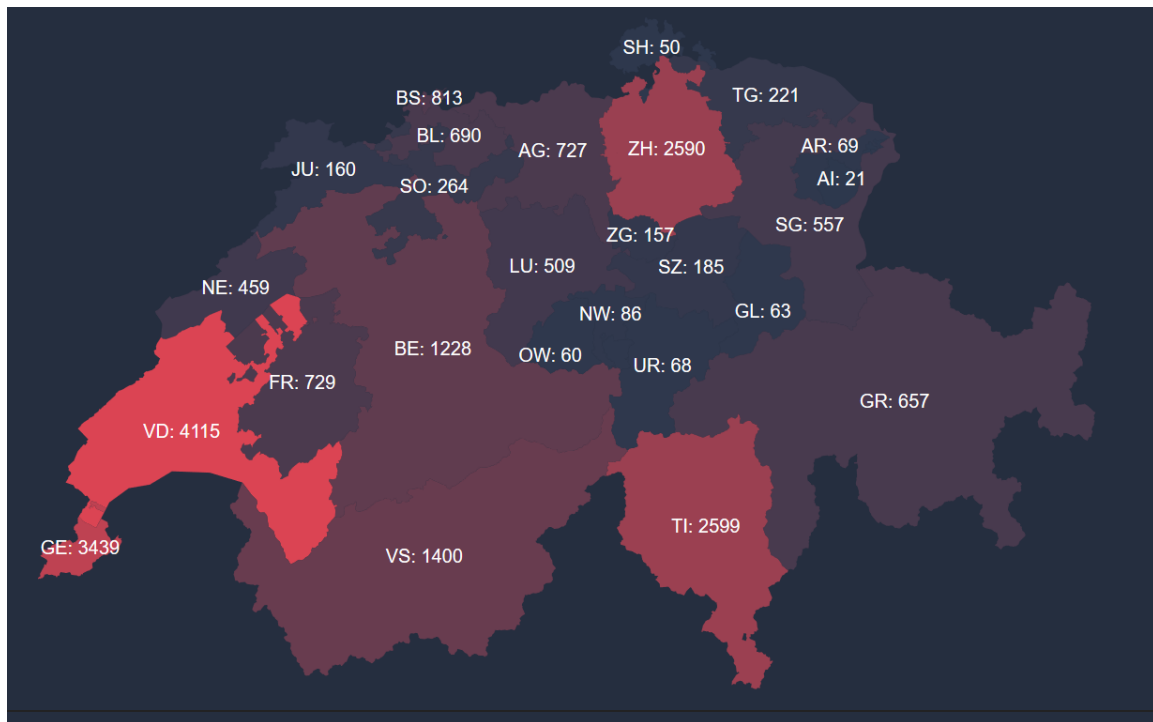 SH: 50
BS: 813
TG: 221
BL: 690
AG: 727
ZH: 2590
AR: 69
JU: 160
SO: 264
AI: 21
SG: 557
ZG: 157
LU: 509
SZ: 185
NE: 459
NW: 86
GL: 63
BE: 1228
OW: 60
UR: 68
FR: 729
GR: 657
VD: 4115
TI: 2599
GE: 3439
VS: 1400